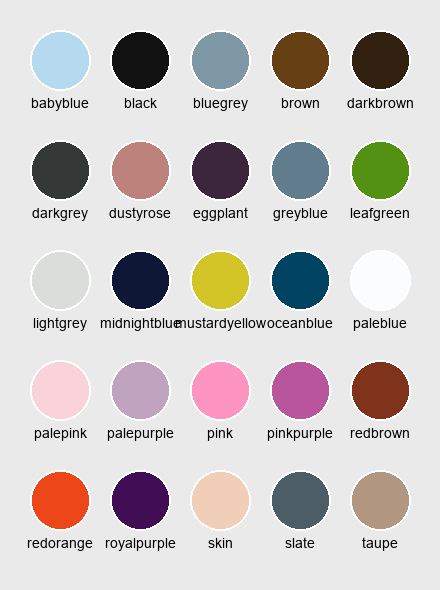 babyblue black bluegrey brown darkbrown
darkgrey dustyrose eggplant greyblue leafgreen
lightgrey midnightblue mustardyellow oceanblue paleblue
palepink palepurple pink pinkpurple redbrown
redorange royalpurple skin slate taupe